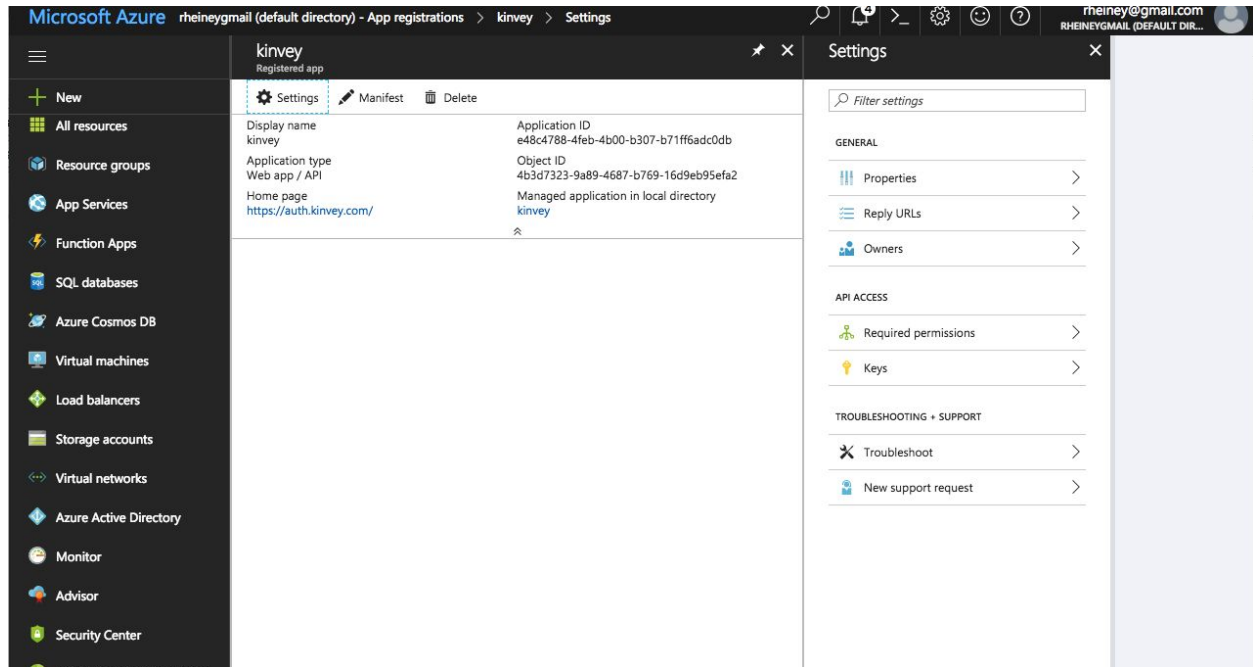 Microsoft Azure rheineygmail (default directory) - App registrations > kinvey > Settings
4
rheiney@gmail.com
RHEINEYGMAIL (DEFAULT DIR...
New
All resources
Resource groups
App Services
Function Apps
SQL databases
Azure Cosmos DB
Virtual machines
Load balancers
Storage accounts
Virtual networks
Azure Active Directory
Monitor
Advisor
Security Center
kinvey
Registered app
Settings Manifest Delete
Display name
kinvey
Application type
Web app / API
Home page
https://auth.kinvey.com/
Application ID
e48c4788-4feb-4b00-b307-b71ff6adc0db
Object ID
4b3d7323-9a89-4687-b769-16d9eb95efa2
Managed application in local directory
kinvey
Settings
Filter settings
GENERAL
Properties
Reply URLs
Owners
API ACCESS
Required permissions
Keys
TROUBLESHOOTING + SUPPORT
Troubleshoot
New support request